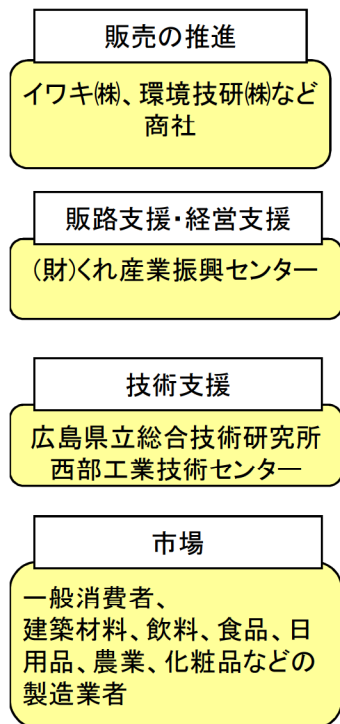 販売の推進
イワキ㈱、環境技研㈱など
商社
販路支援・経営支援
(財)くれ産業振興センター
技術支援
広島県立総合技術研究所
西部工業技術センター
市場
一般消費者、
建築材料、飲料、食品、日
用品、農業、化粧品などの
製造業者